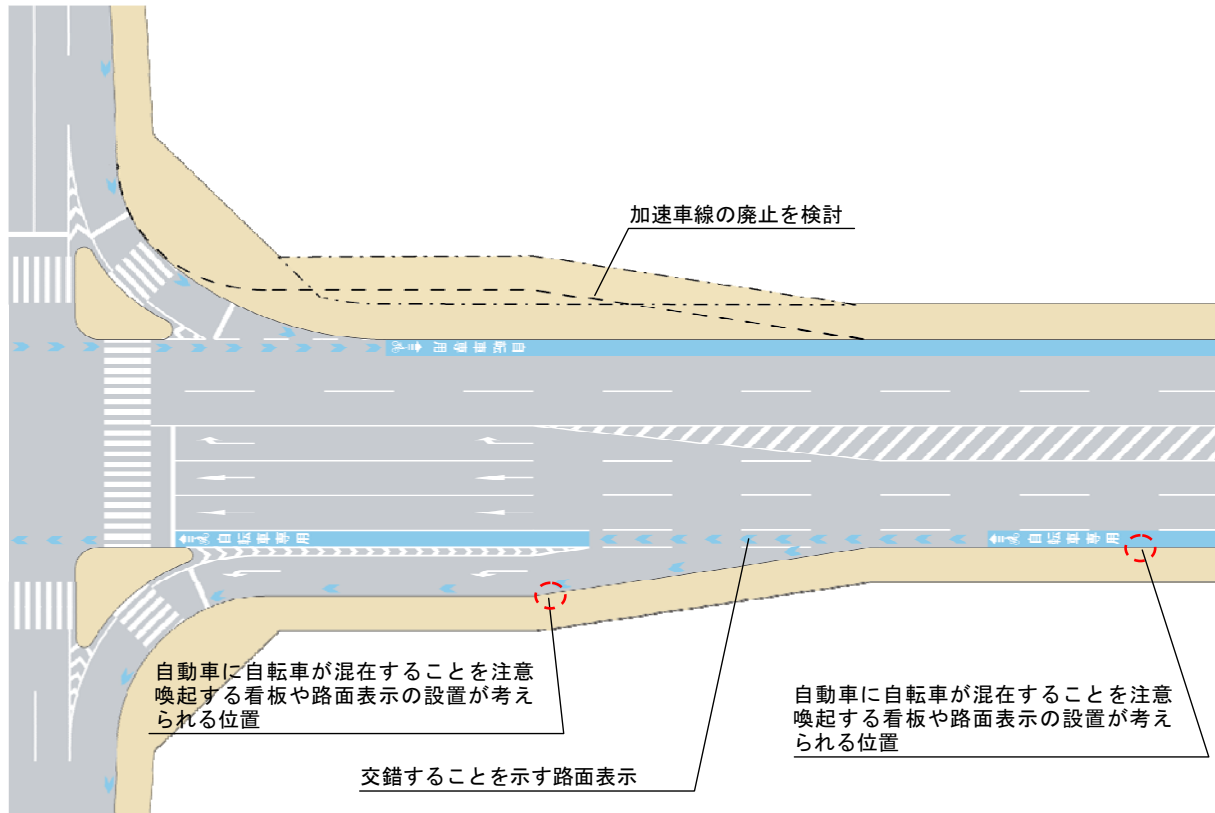 加速車線の廃止を検討
自転車専用
自転車専用
自転車専用
自動車に自転車が混在することを注意
喚起する看板や路面表示の設置が考え
られる位置
自動車に自転車が混在することを注意
喚起する看板や路面表示の設置が考え
られる位置
交錯することを示す路面表示